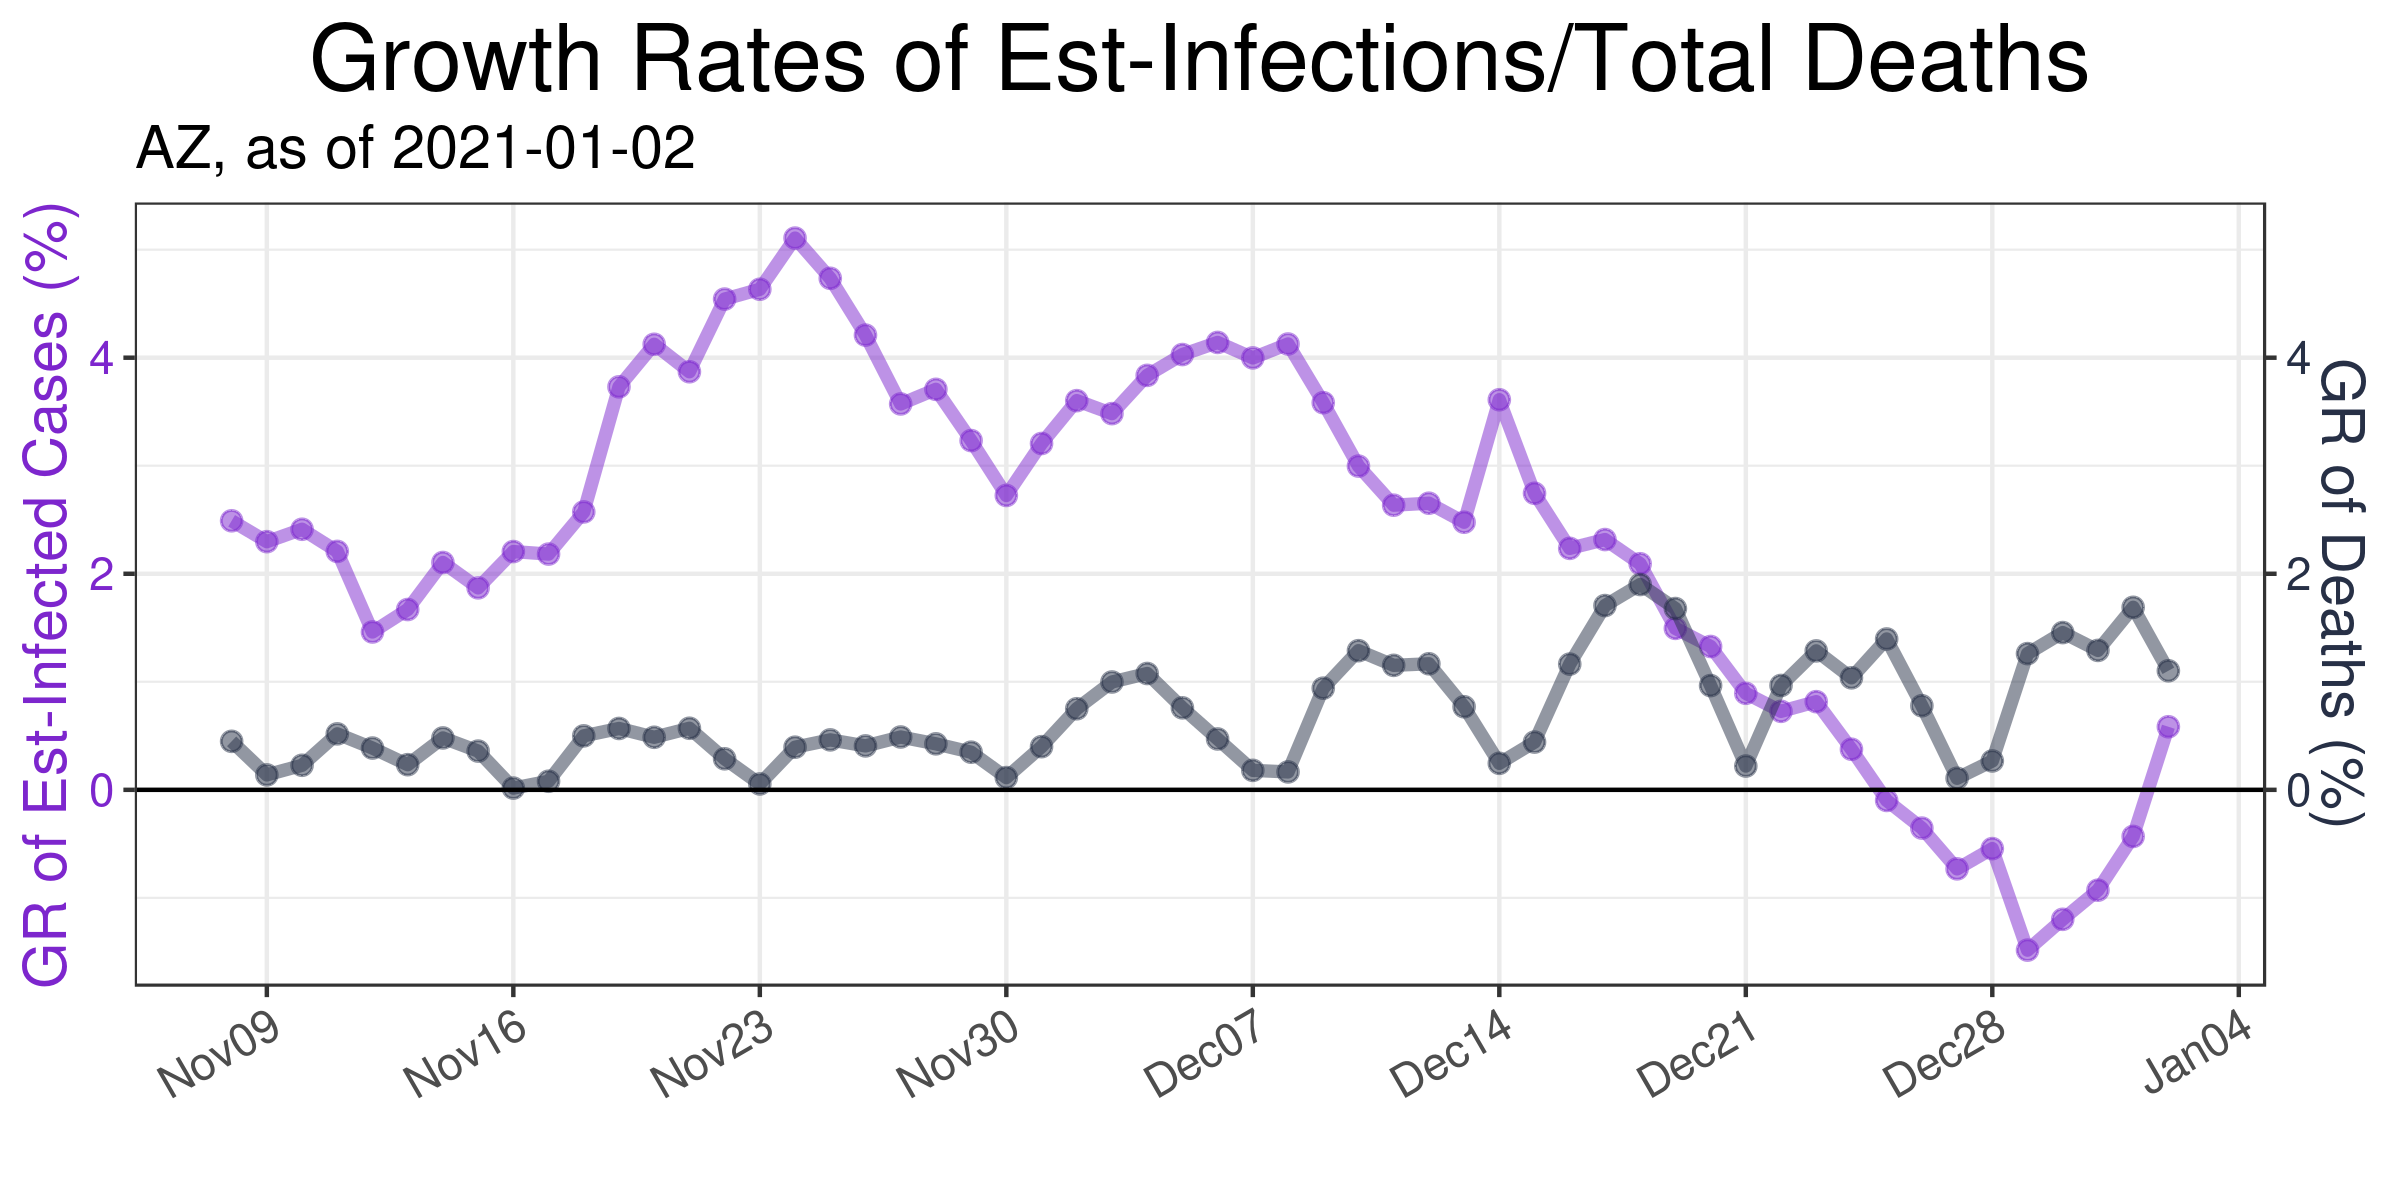 Growth Rates of Est-Infections/Total Deaths
AZ, as of 2021-01-02
GR of Est-Infected Cases (%)
4
2
0
4
2
0
GR of Deaths (%)
Nov09
Nov16
Nov23
Nov30
Dec07
Dec14
Dec21
Dec28
Jan04